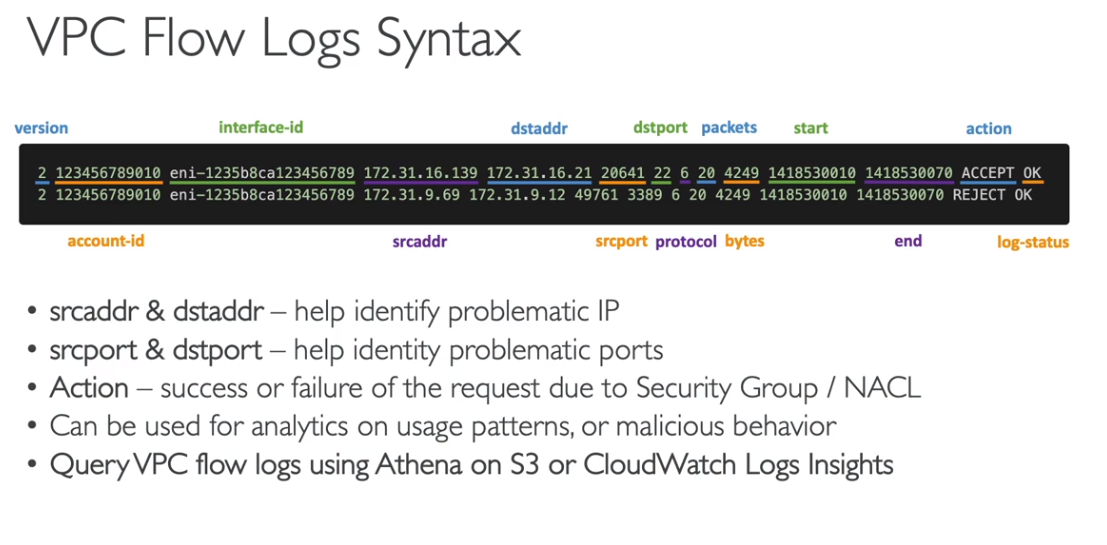 VPC Flow Logs Syntax
version interface-id dstaddr dstport packets start action
2 123456789010 eni-1235b8ca123456789 172.31.16.139 172.31.16.21 20641 22 6 20 4249 1418530010 1418530070 ACCEPT OK
2 123456789010 eni-1235b8ca123456789 172.31.9.69 172.31.9.12 49761 3389 6 20 4249 1418530010 1418530070 REJECT OK
account-id srcaddr srcport protocol bytes end log-status
• srcaddr & dstaddr – help identify problematic IP
• srcport & dstport – help identity problematic ports
• Action – success or failure of the request due to Security Group / NACL
• Can be used for analytics on usage patterns, or malicious behavior
• Query VPC flow logs using Athena on S3 or CloudWatch Logs Insights